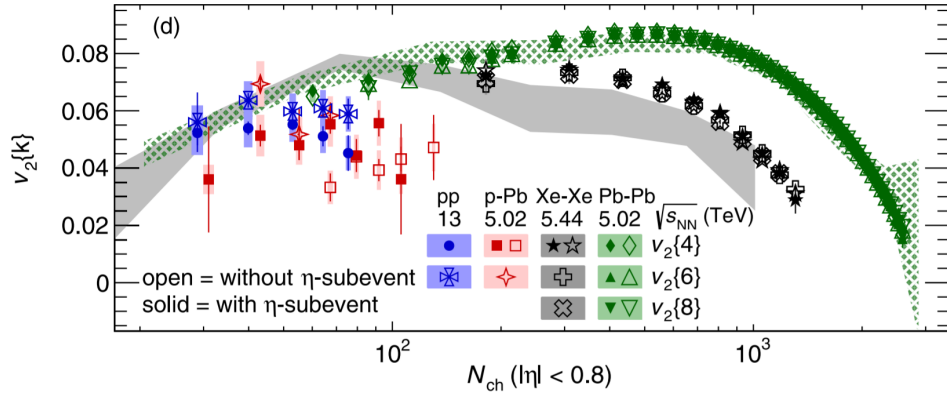 (d)
v₂{k}
0.08
0.06
0.04
0.02
0
pp p-Pb Xe-Xe Pb-Pb
13 5.02 5.44 5.02 √sNN (TeV)
v₂{4}
open = without η-subevent v₂{6}
solid = with η-subevent v₂{8}
10² 10³
Nch (|η| < 0.8)